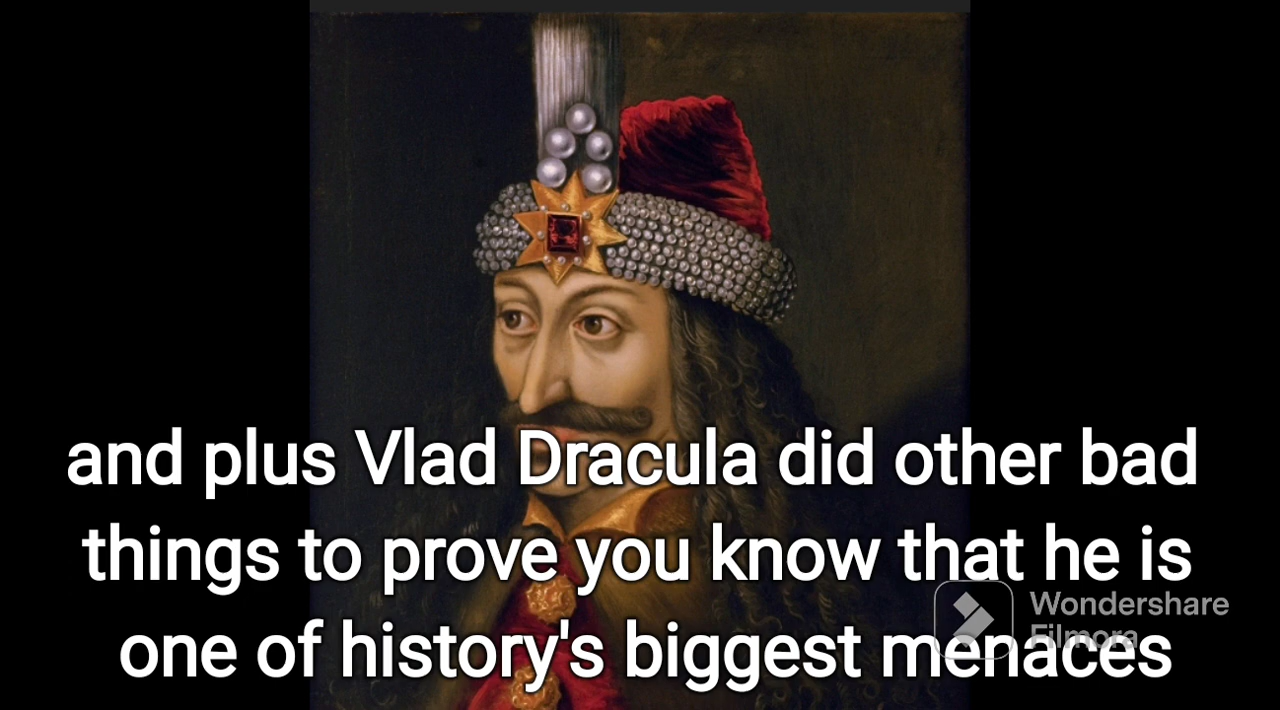 and plus Vlad Dracula did other bad
things to prove you know that he is
one of history's biggest menaces
Wondershare
Filmora